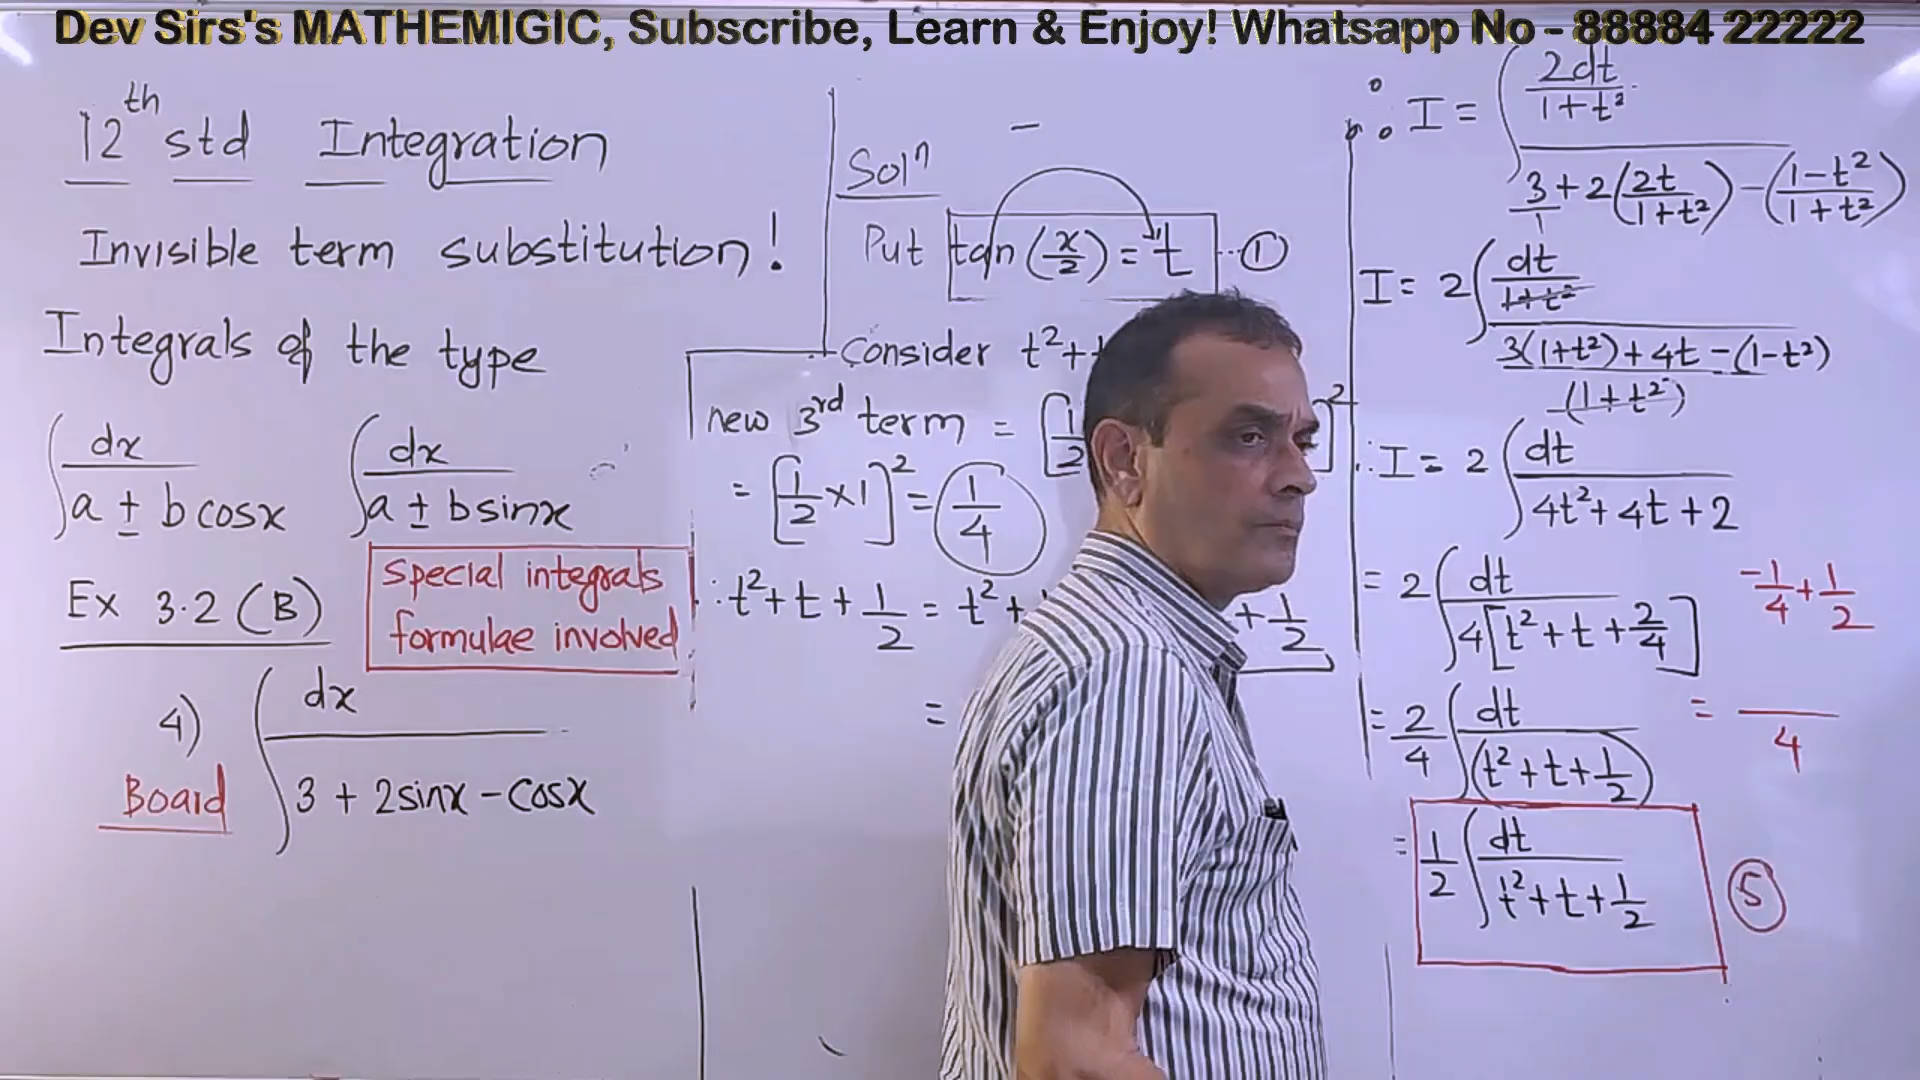 Dev Sirs's MATHEMIGIC, Subscribe, Learn & Enjoy! Whatsapp No - 88884 22222
12th std Integration
Invisible term substitution!
Integrals of the type
∫ dx / (a ± b cosx)   ∫ dx / (a ± b sinx)
Ex 3.2 (B)
Special integrals
formulae involved
4) ∫ dx / (3 + 2sinx - cosx)
Board
Solⁿ
Put tan(x/2) = t ...①
Consider t² +
new 3rd term = [1/2 ]²
= [1/2 × 1]² = 1/4
∴ t² + t + 1/2 = t² + + 1/2
=
∴ I = ∫ (2dt / (1+t²)) / (3/1 + 2(2t / (1+t²)) - ((1-t²) / (1+t²)))
I = 2 ∫ (dt / (1+t²)) / ((3(1+t²) + 4t - (1-t²)) / (1+t²))
∴ I = 2 ∫ dt / (4t² + 4t + 2)
= 2 ∫ dt / (4[t² + t + 2/4])
= 2/4 ∫ dt / (t² + t + 1/2)
= 1/2 ∫ dt / (t² + t + 1/2) ⑤
-1/4 + 1/2
= /4